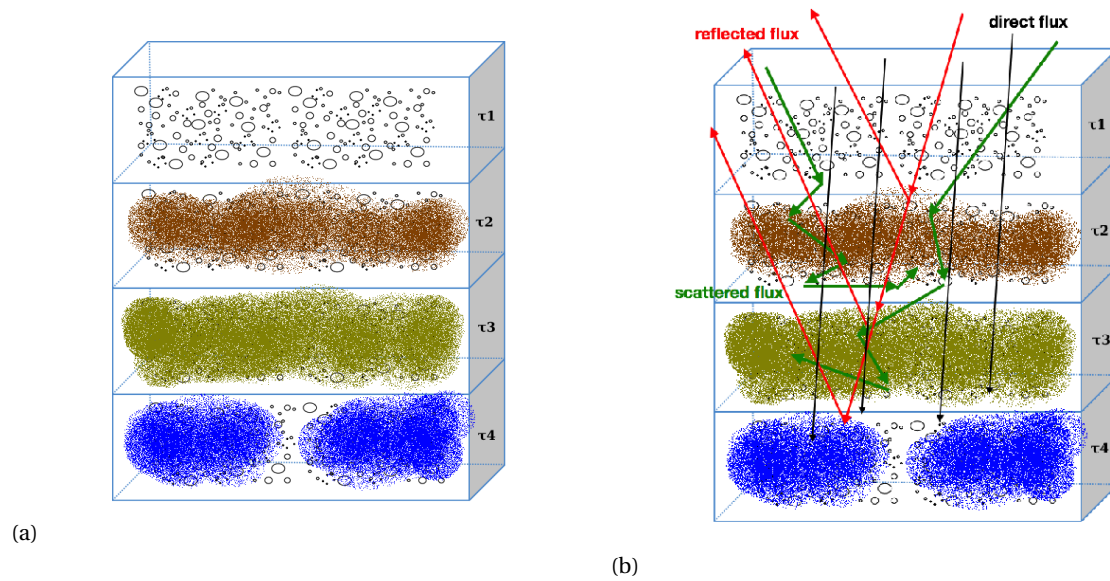 τ1
τ2
τ3
τ4
(a)
reflected flux
direct flux
τ1
τ2
scattered flux
τ3
τ4
(b)